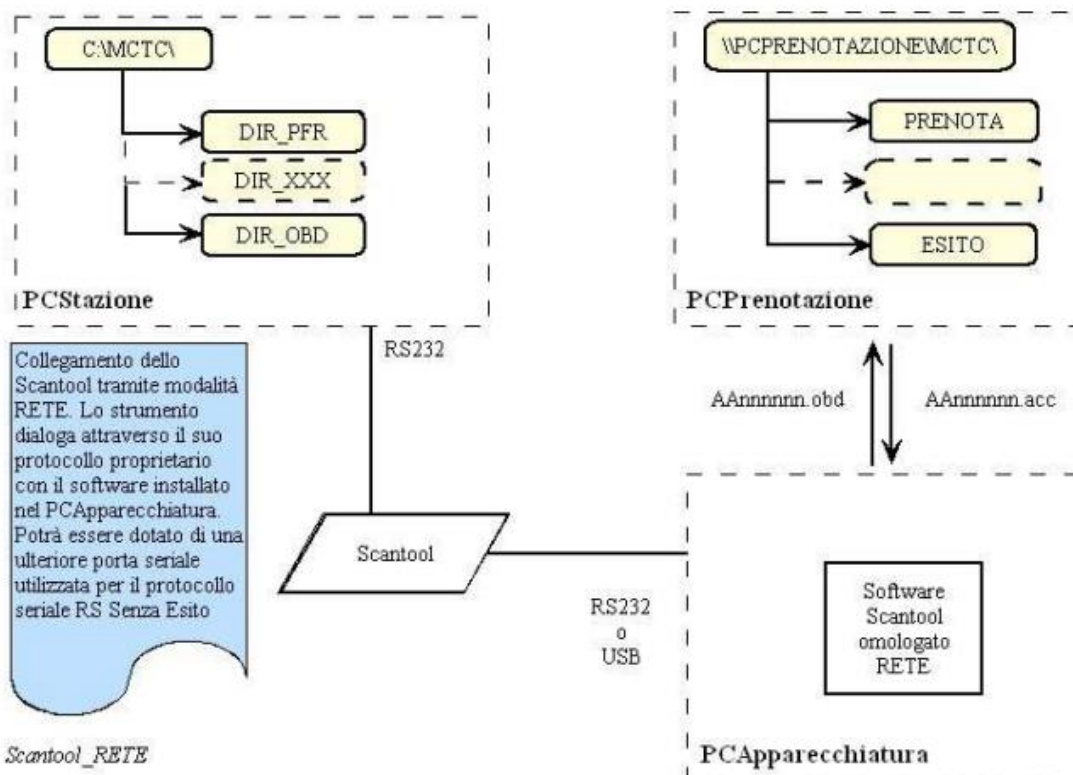 C:\MCTC\
DIR_PFR
DIR_XXX
DIR_OBD
PCStazione
\\PCPRENOTAZIONE\MCTC\
PRENOTA
ESITO
PCPrenotazione
RS232
Collegamento dello
Scantool tramite modalità
RETE. Lo strumento
dialoga attraverso il suo
protocollo proprietario
con il software installato
nel PCApparecchiatura.
Potrà essere dotato di una
ulteriore porta seriale
utilizzata per il protocollo
seriale RS Senza Esito
AAnnnnnn.obd
AAnnnnnn.acc
Scantool
RS232
o
USB
Software
Scantool
omologato
RETE
PCApparecchiatura
Scantool_RETE